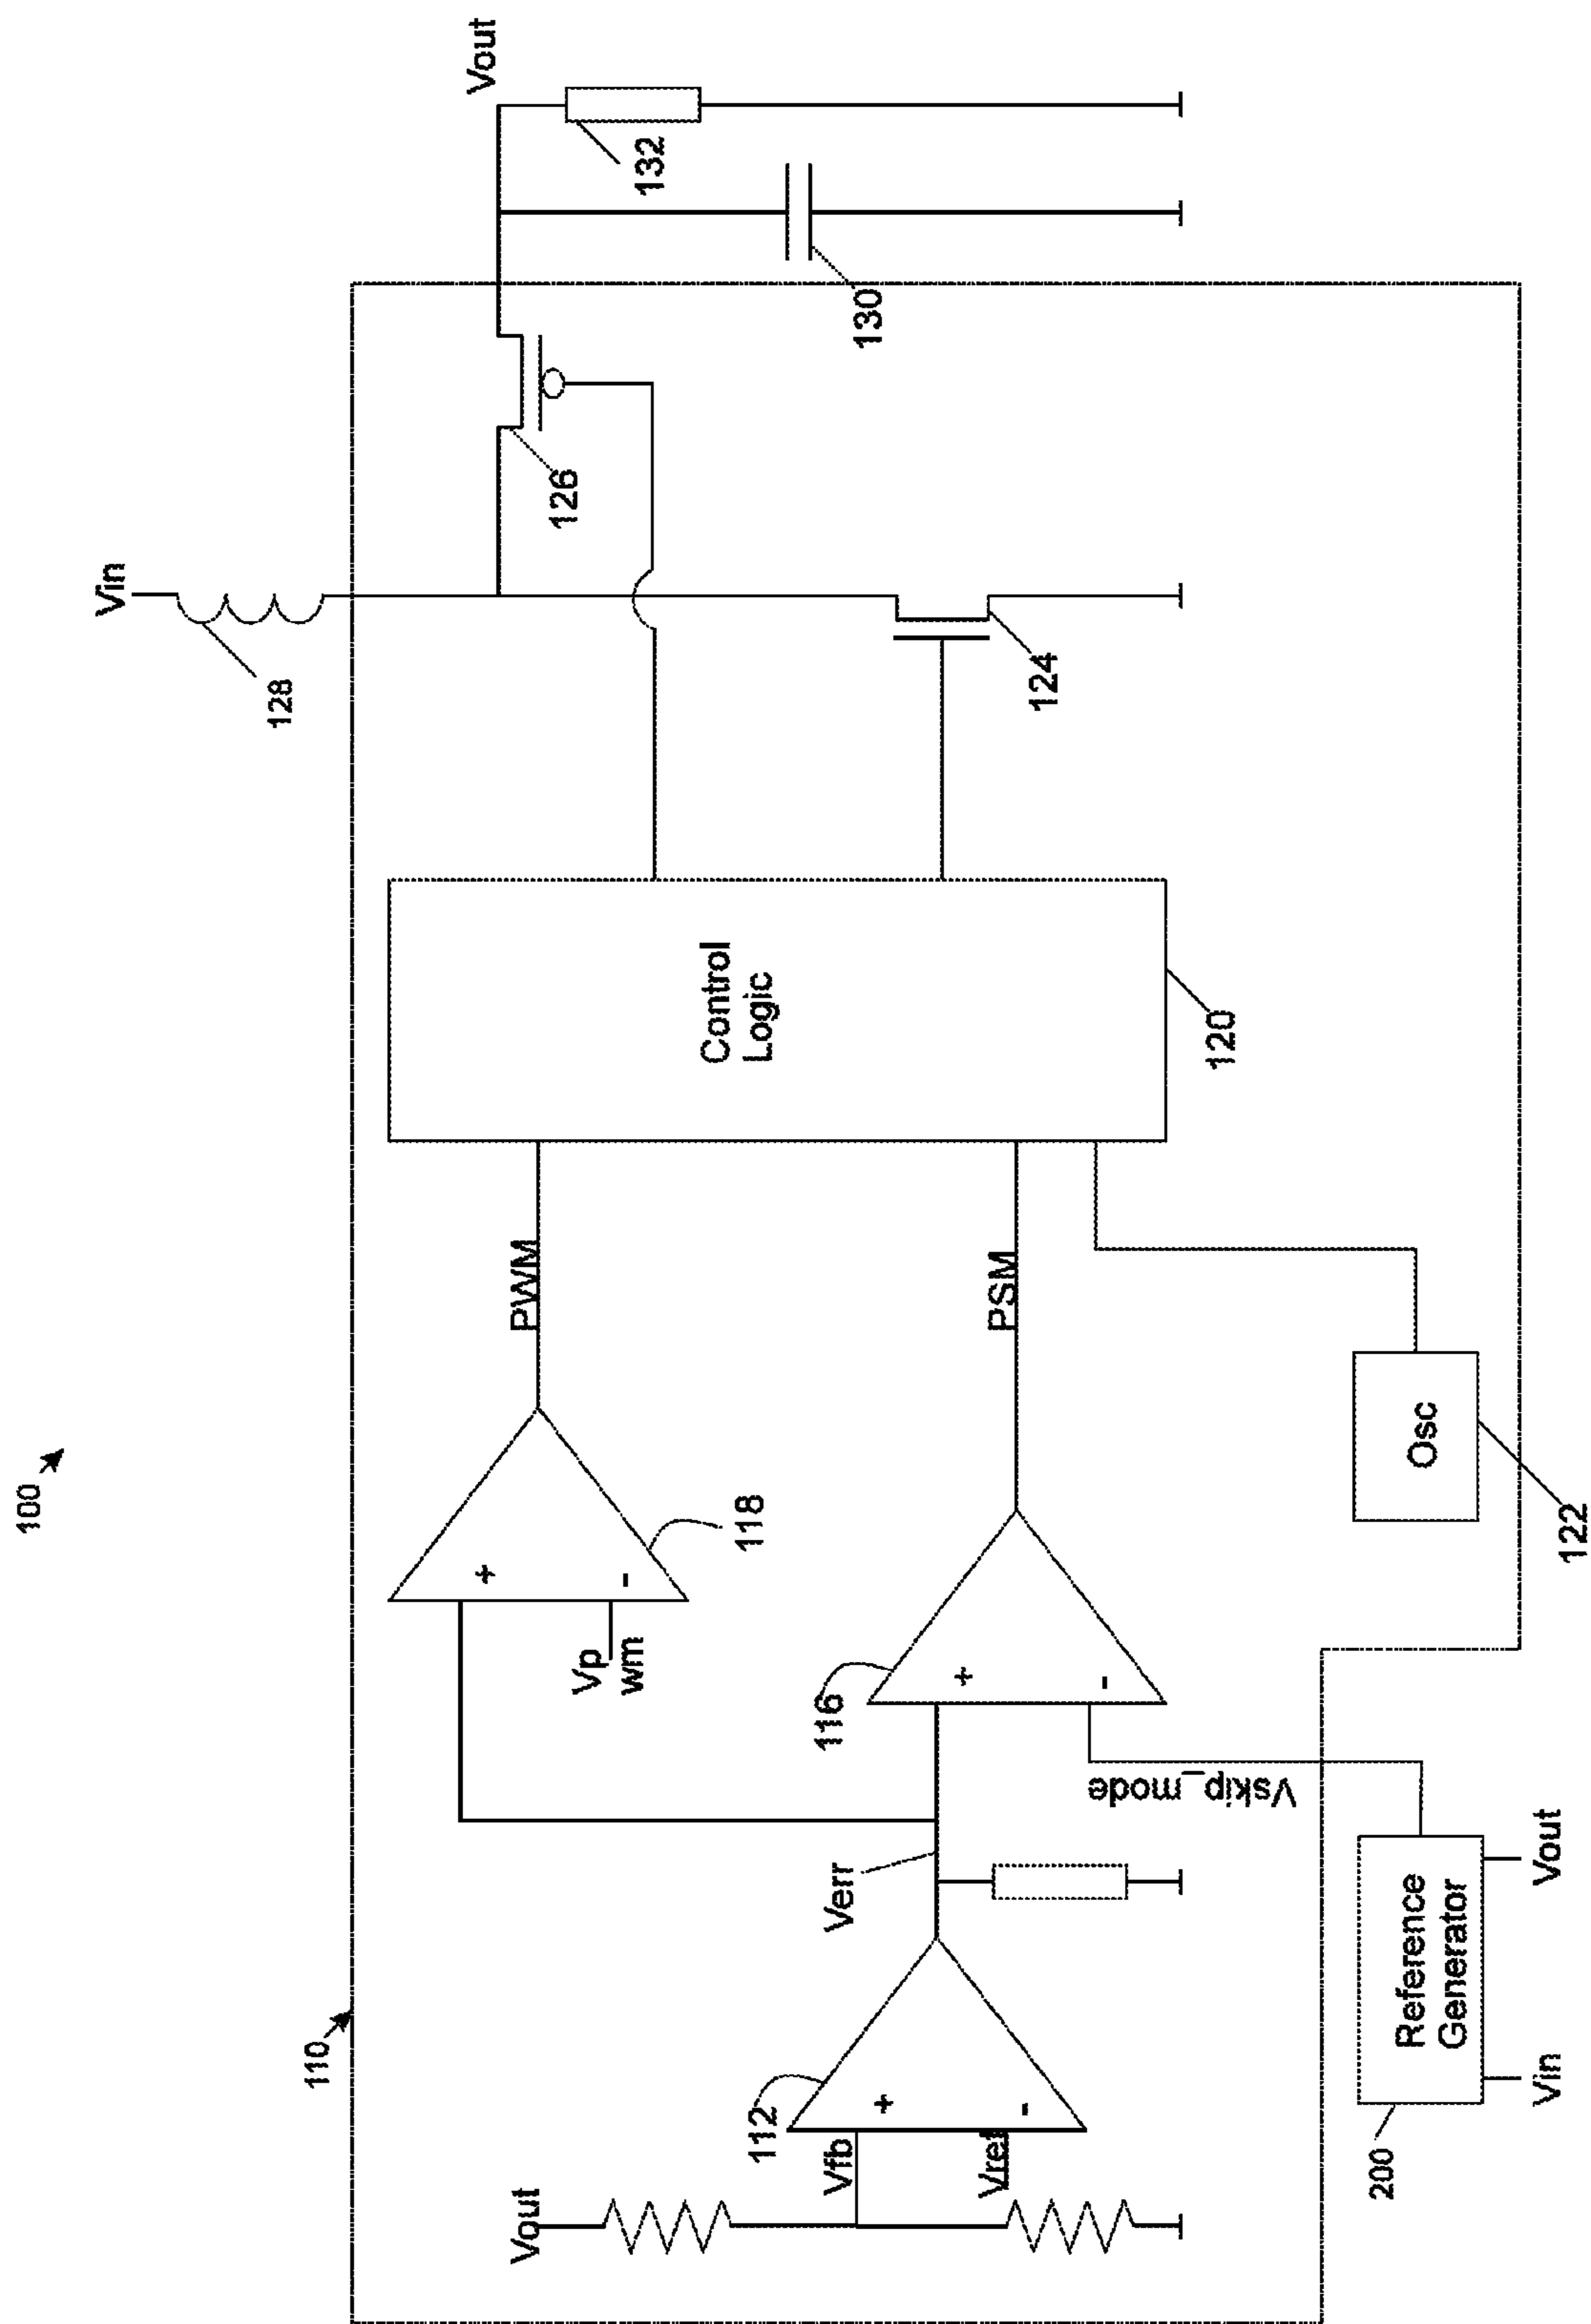 100
110
Vin
128
126
Vout
132
130
124
Control
Logic
120
PWM
PSM
+
-
118
Vp
wm
+
-
116
Vskip_mode
Verr
+
-
112
Vfb
Vref
Vout
Osc
122
Reference
Generator
200
Vin
Vout